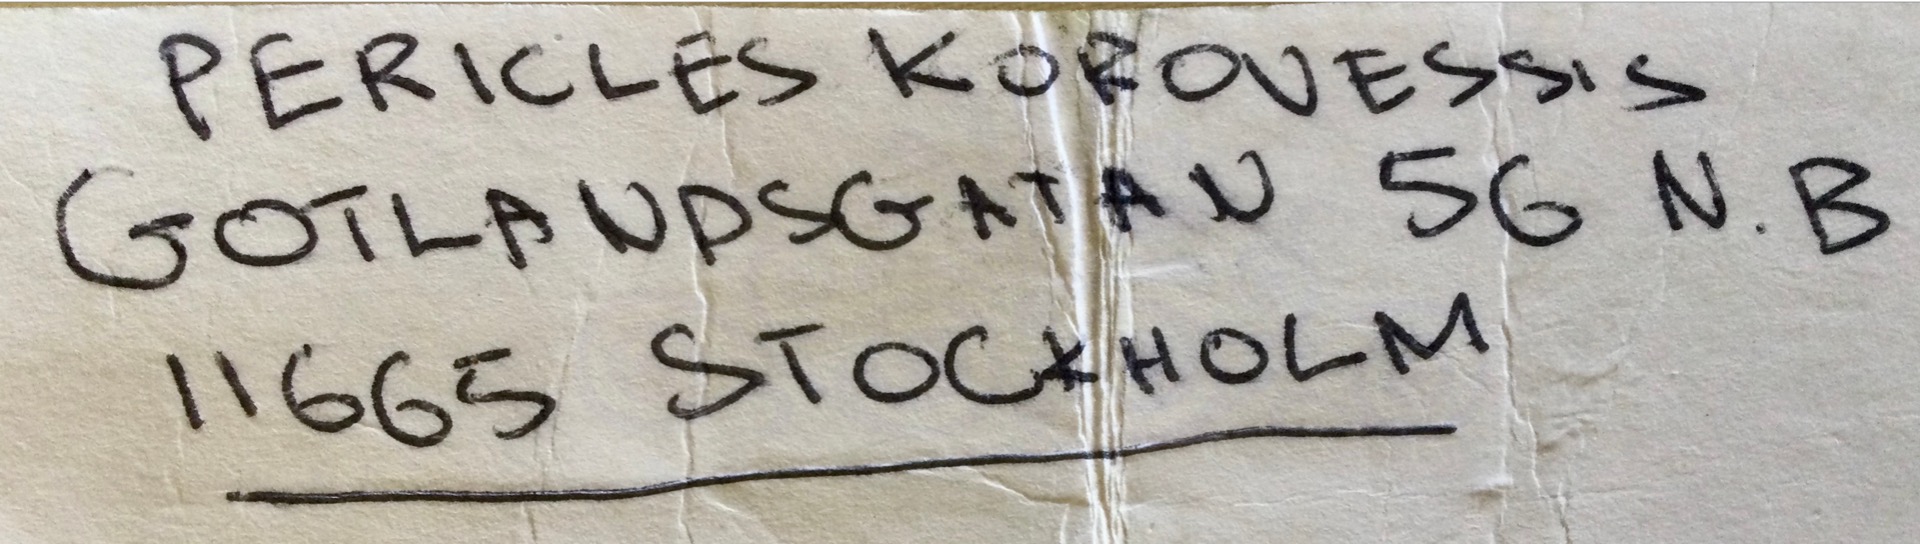 PERICLES KOROVESSIS
GOTLANDSGATAN 56 N.B
11665 STOCKHOLM